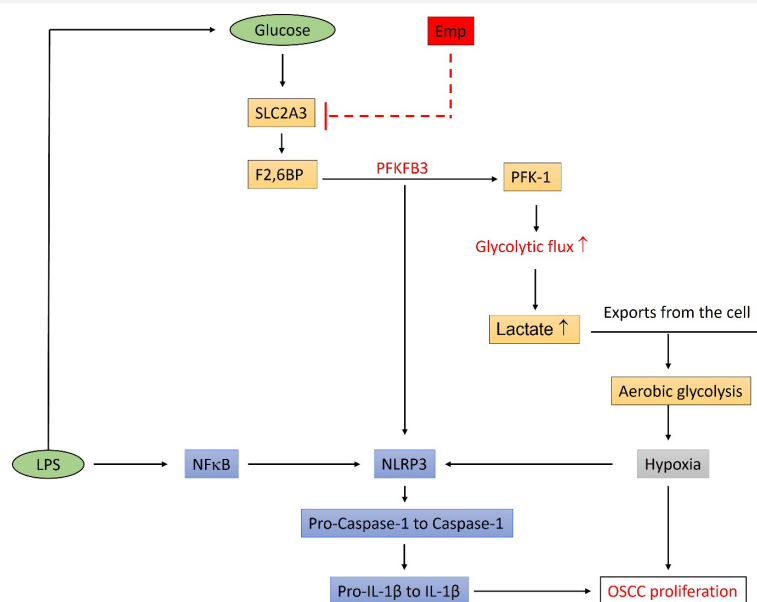 Glucose
Emp
SLC2A3
F2,6BP
PFKFB3
PFK-1
Glycolytic flux ↑
Lactate ↑
Exports from the cell
Aerobic glycolysis
LPS
NFκB
NLRP3
Hypoxia
Pro-Caspase-1 to Caspase-1
Pro-IL-1β to IL-1β
OSCC proliferation